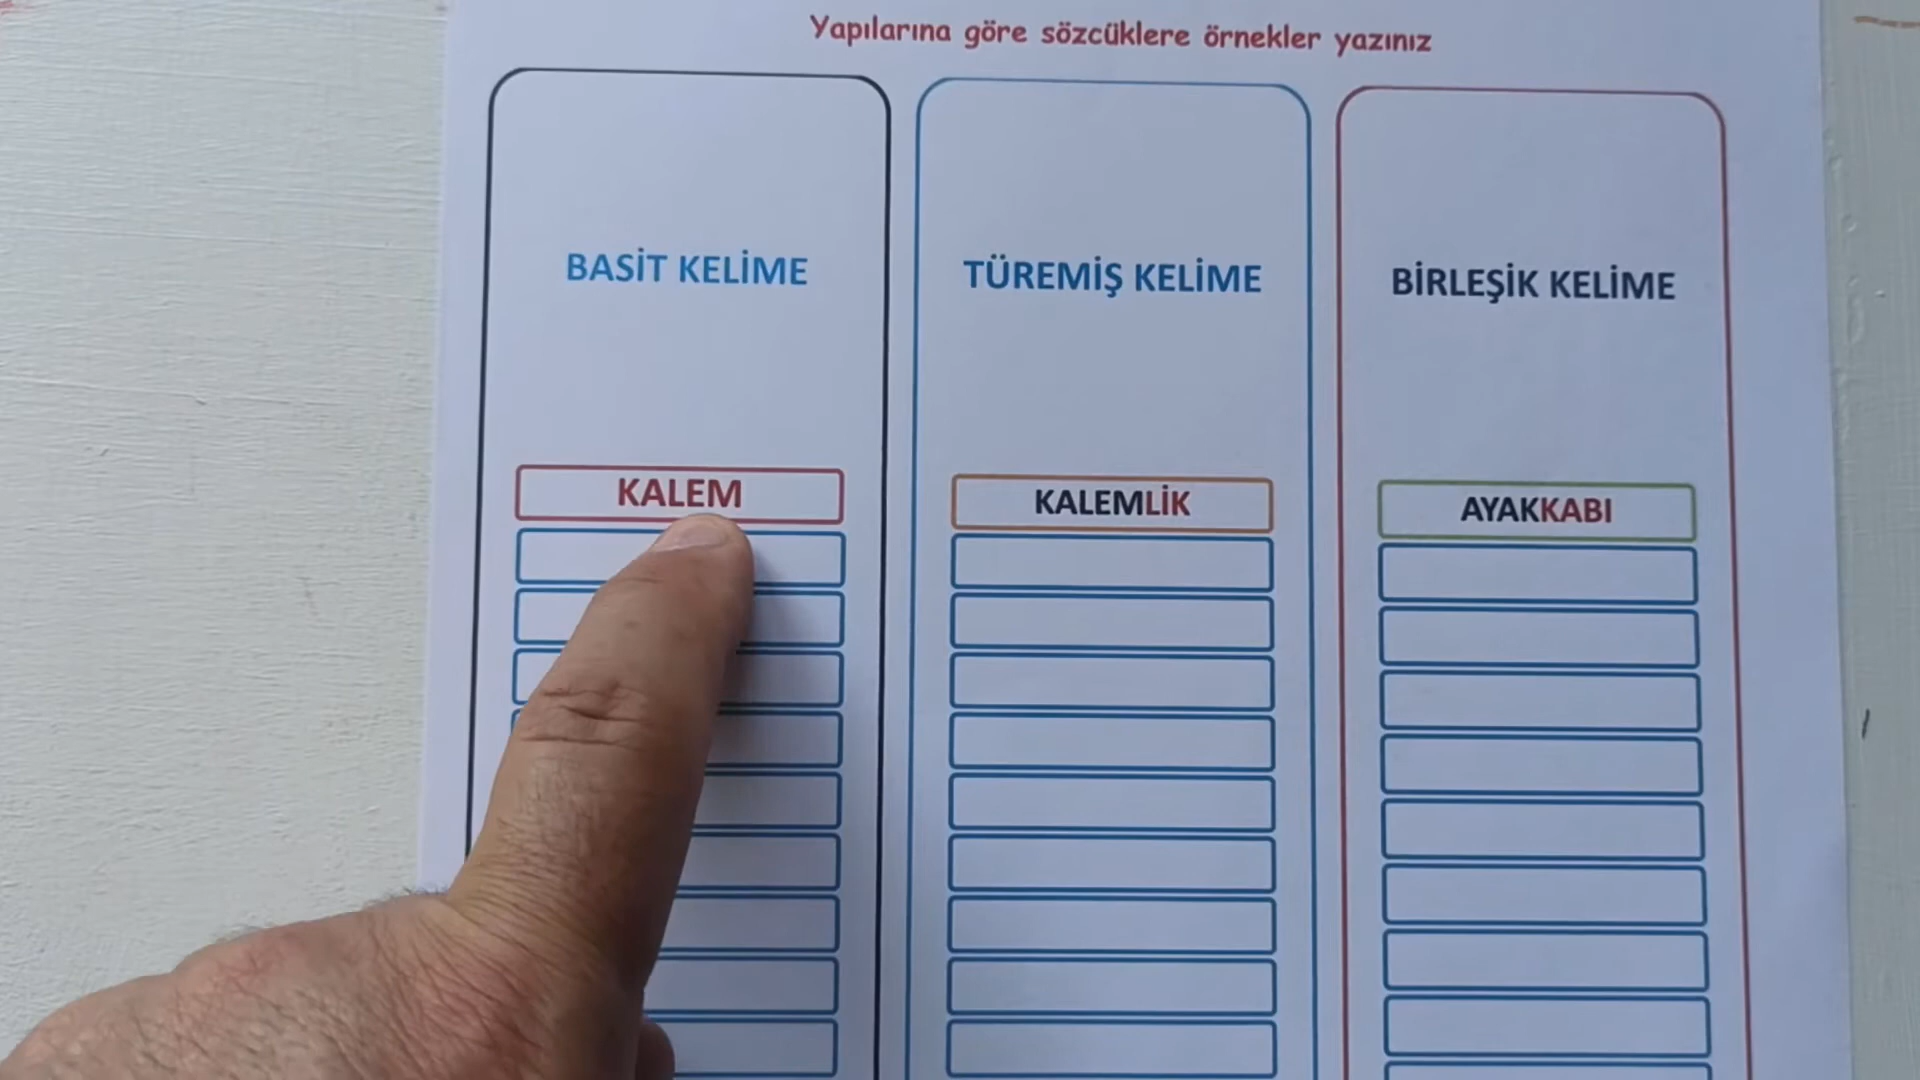 Yapılarına göre sözcüklere örnekler yazınız
BASİT KELİME
TÜREMİŞ KELİME
BİRLEŞİK KELİME
KALEM
KALEMLİK
AYAKKABI